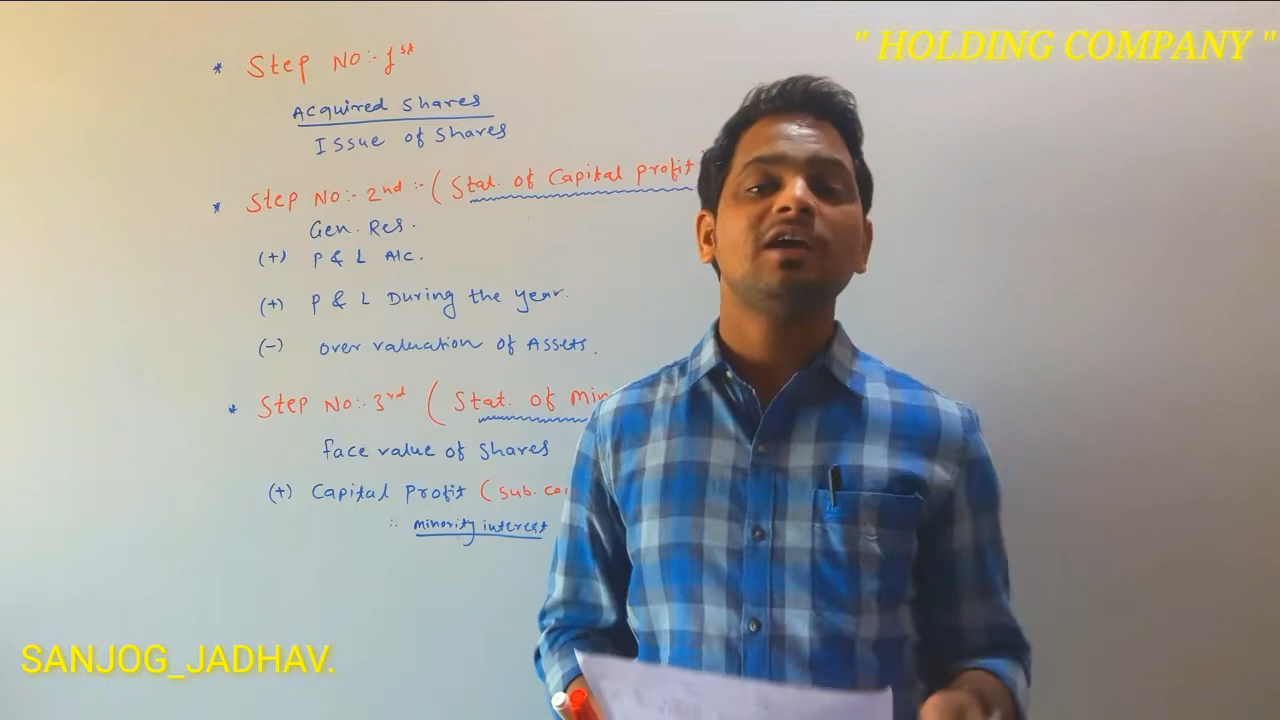 " HOLDING COMPANY "
* Step No:- 1st
Acquired Shares
Issue of Shares
* Step No:- 2nd :- ( Stat. of Capital profit
Gen. Res.
(+) P & L A/c.
(+) P & L During the year.
(-) over valuation of Assets.
* Step No:- 3rd ( Stat. of
face value of shares
(+) Capital Profit ( Sub.
∴ minority interest
SANJOG_JADHAV.